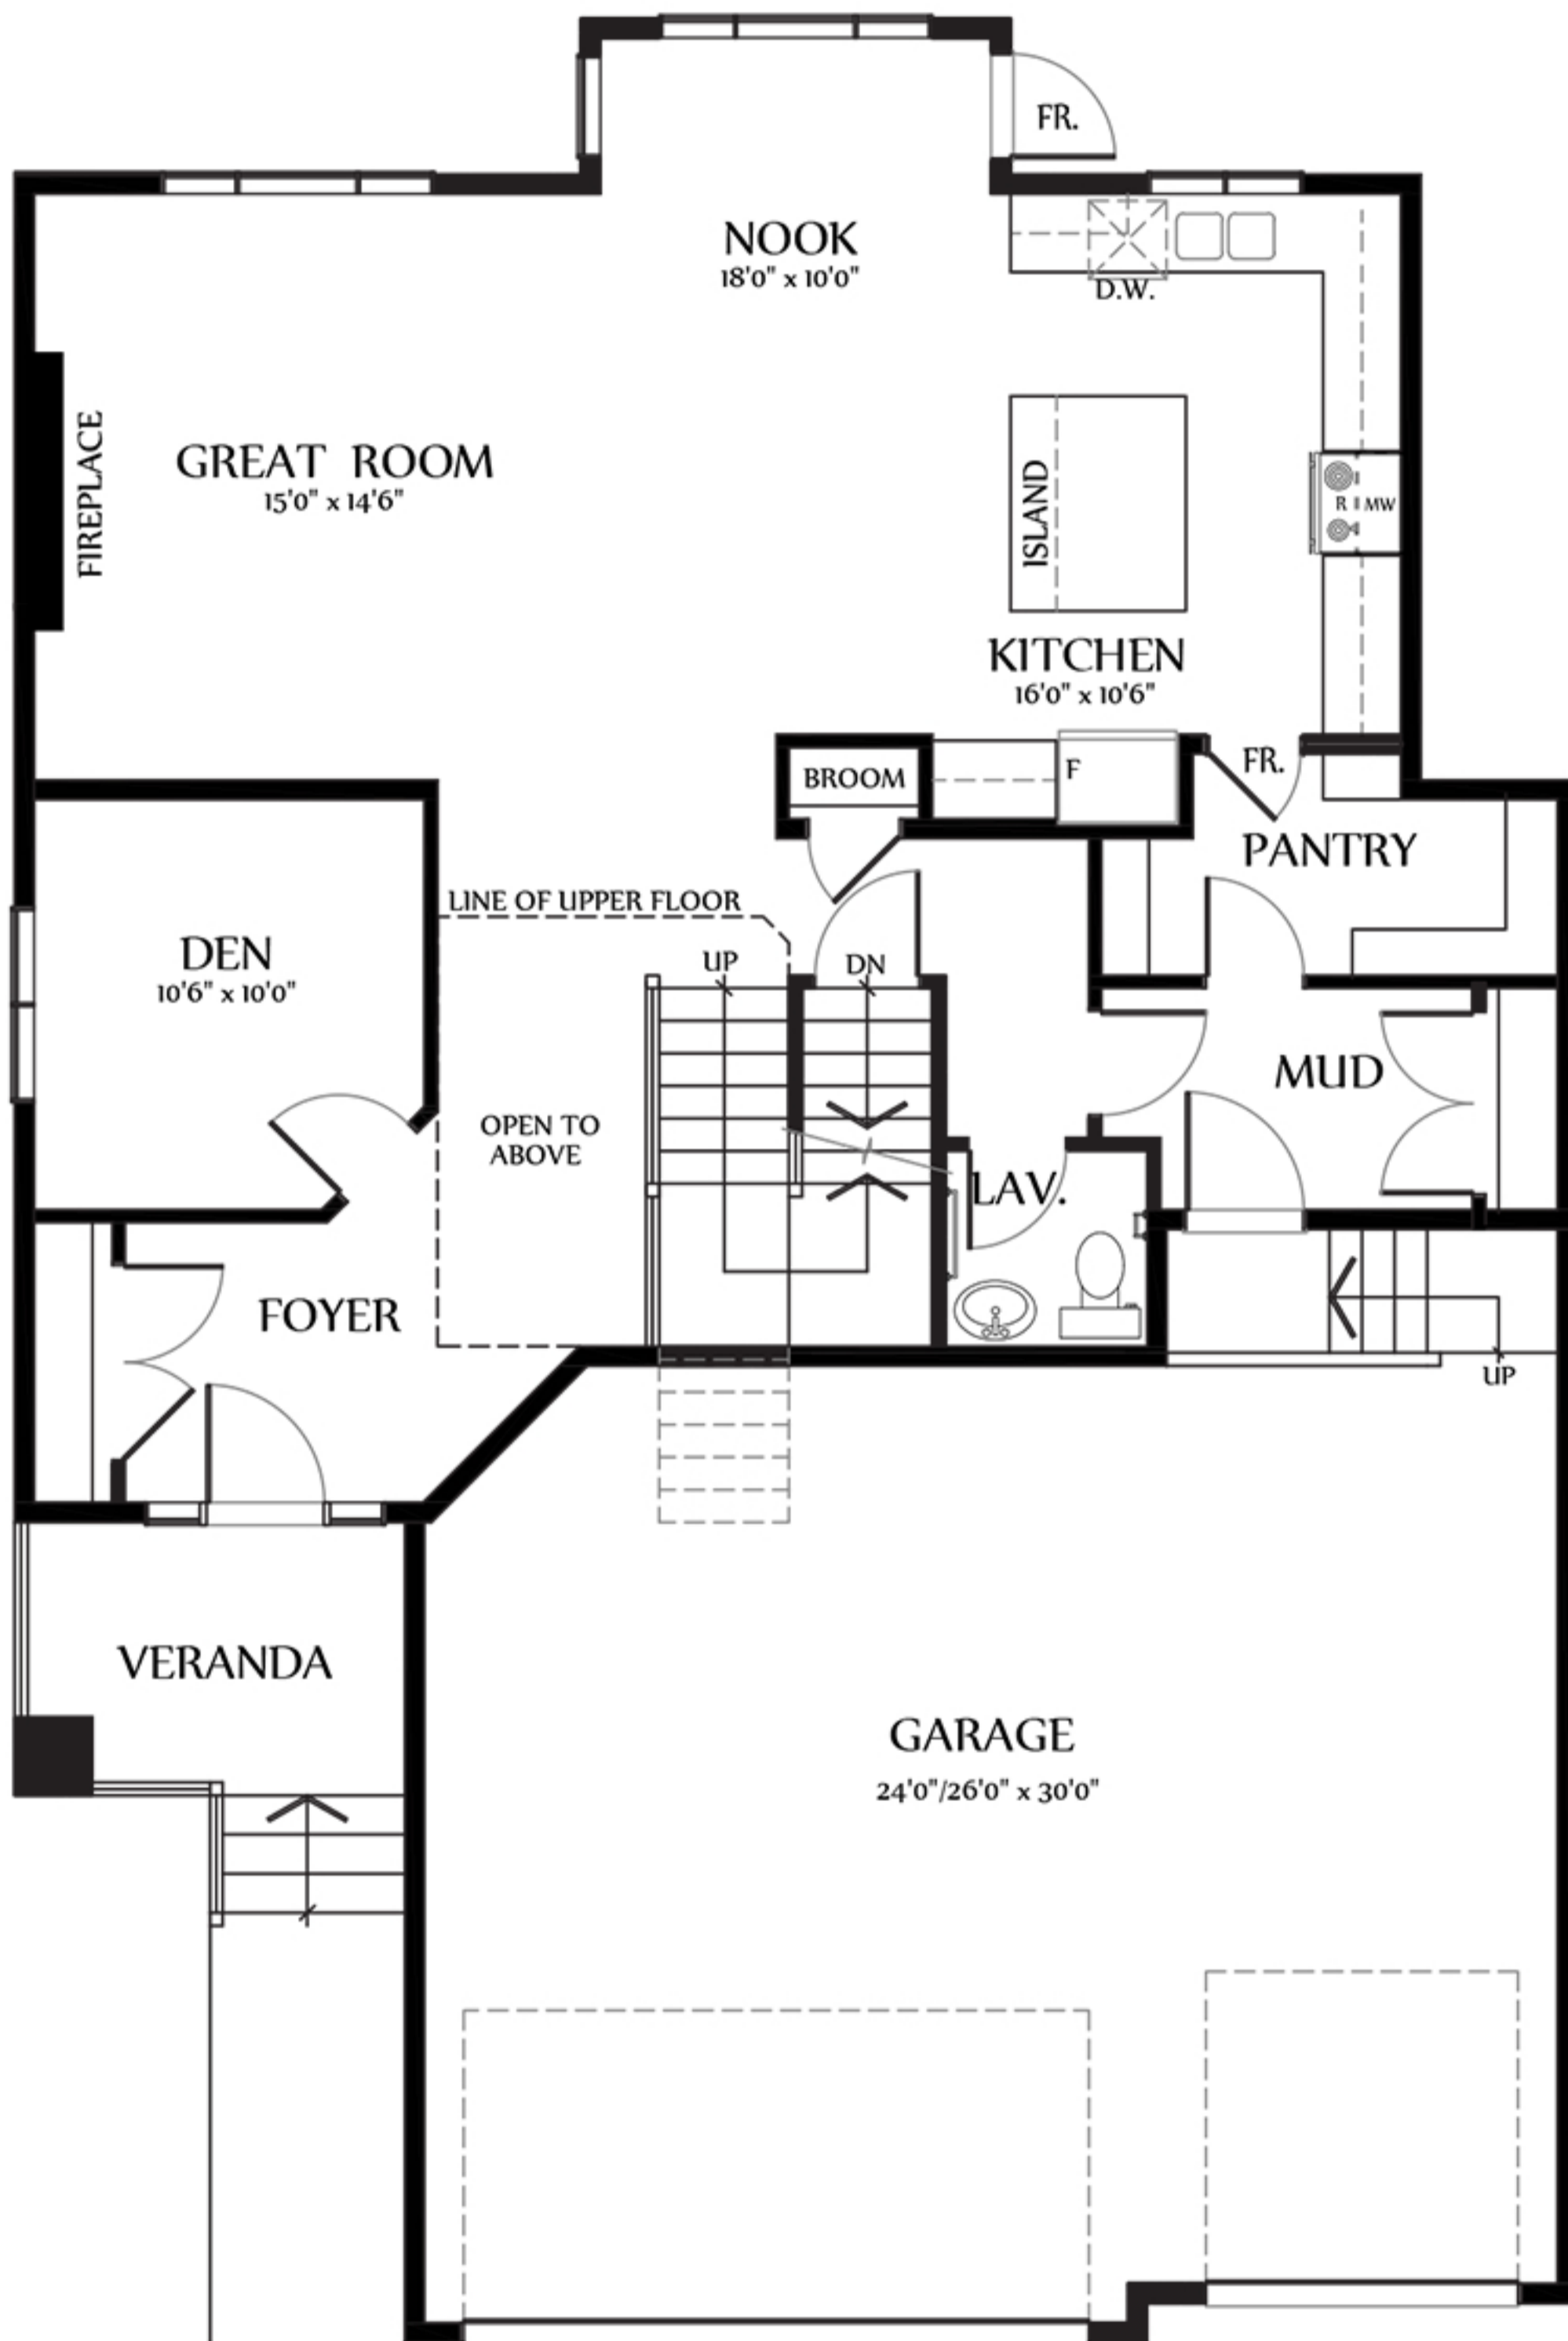 FR.
NOOK
18'0" x 10'0"
D.W.
FIREPLACE
GREAT ROOM
15'0" x 14'6"
ISLAND
R MW
KITCHEN
16'0" x 10'6"
BROOM
F
FR.
PANTRY
LINE OF UPPER FLOOR
DEN
10'6" x 10'0"
UP
DN
MUD
OPEN TO
ABOVE
LAV.
FOYER
UP
VERANDA
GARAGE
24'0"/26'0" x 30'0"